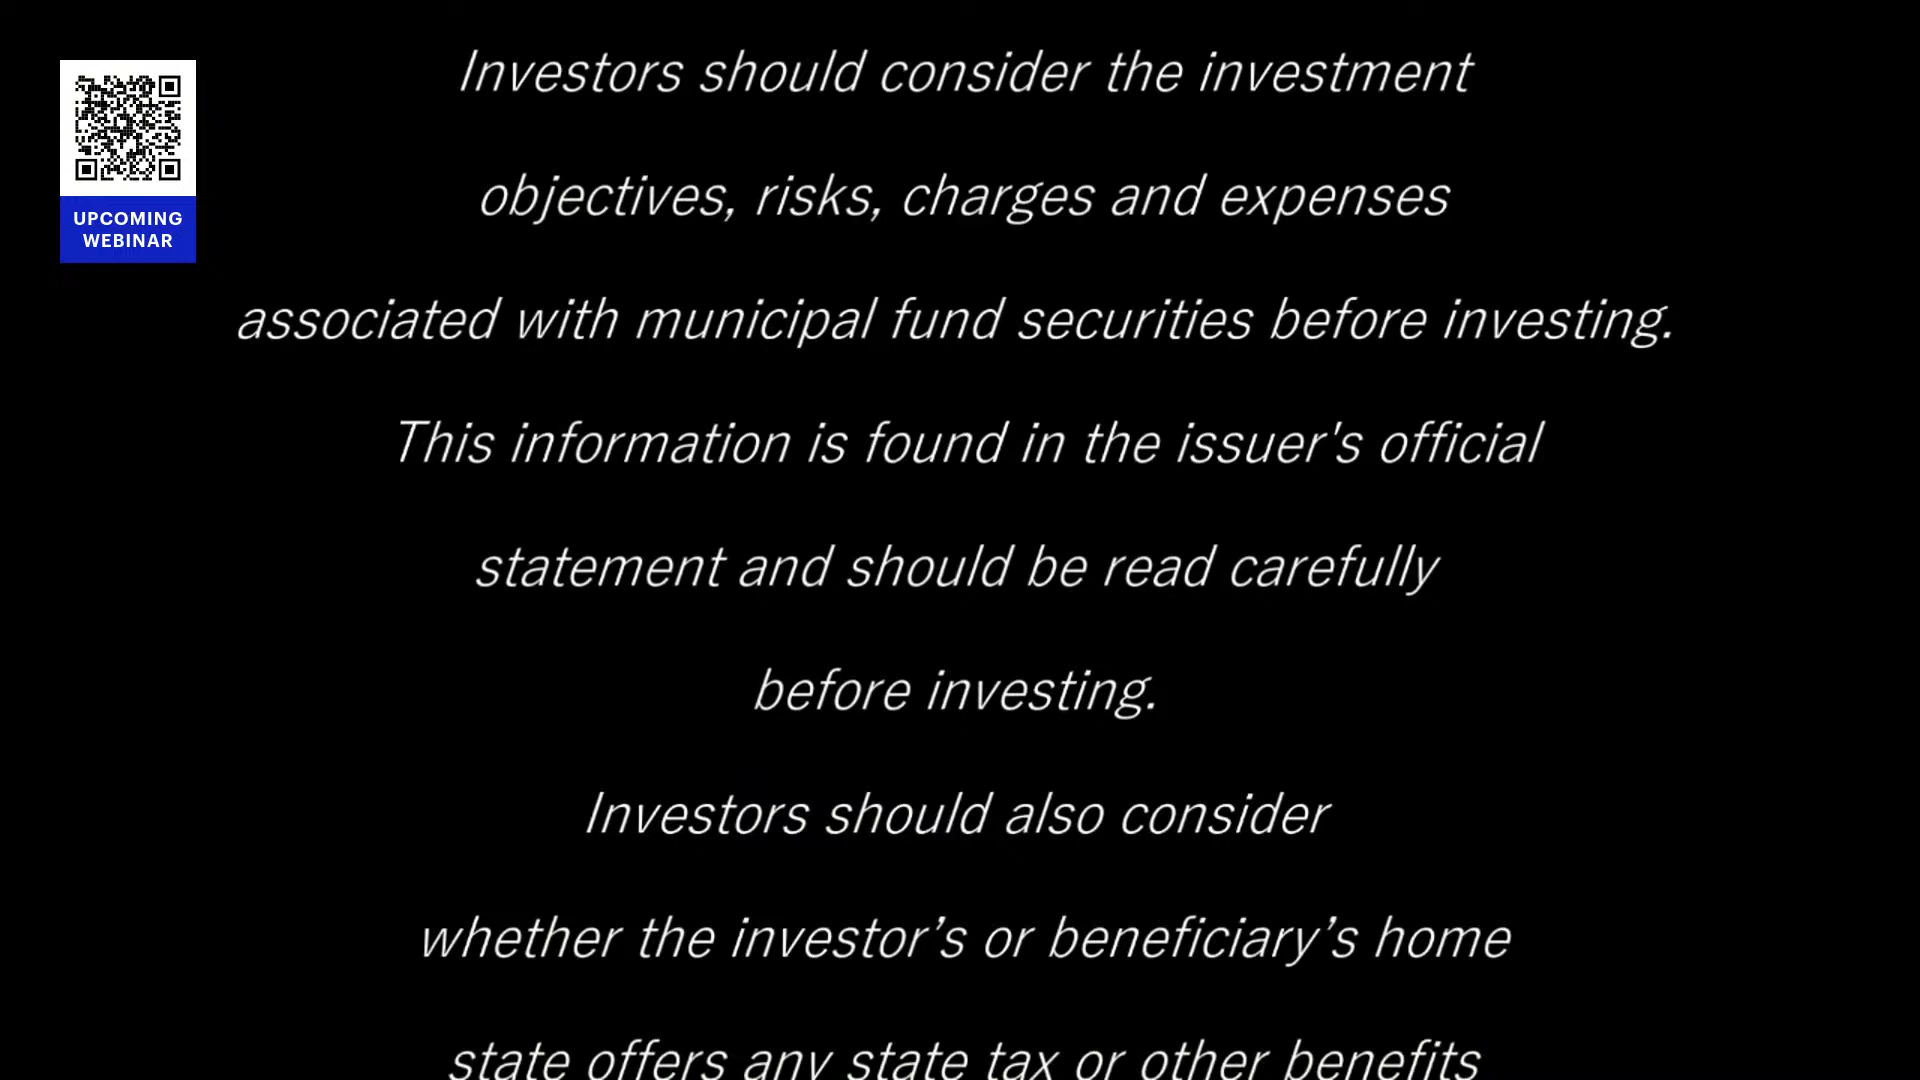 UPCOMING
WEBINAR
Investors should consider the investment
objectives, risks, charges and expenses
associated with municipal fund securities before investing.
This information is found in the issuer's official
statement and should be read carefully
before investing.
Investors should also consider
whether the investor’s or beneficiary’s home
state offers any state tax or other benefits